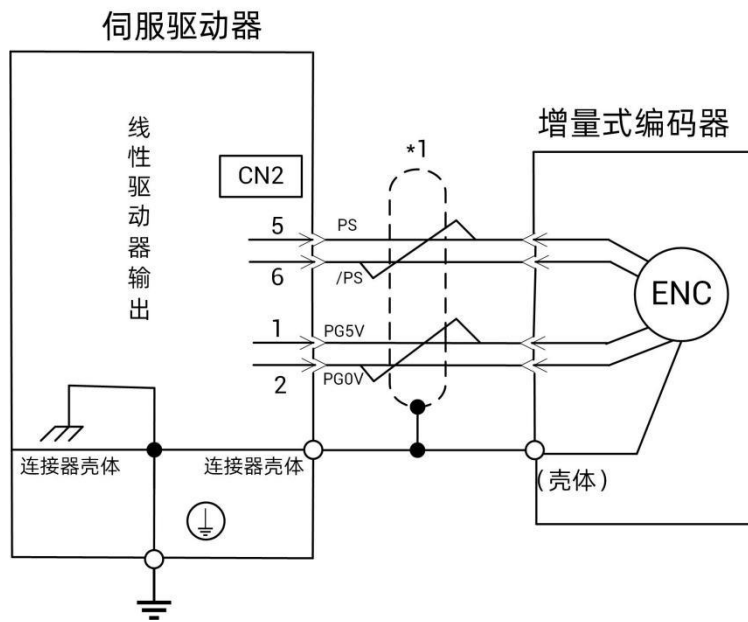 伺服驱动器
增量式编码器
线性驱动器输出
*1
CN2
5
PS
6
/PS
ENC
1
PG5V
2
PG0V
连接器壳体
连接器壳体
(壳体)